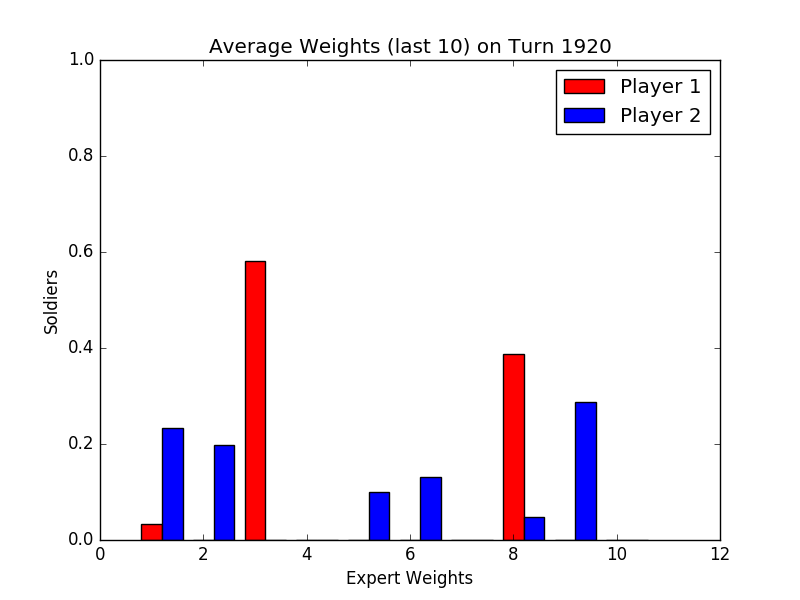 Average Weights (last 10) on Turn 1920
1.0
0.8
0.6
0.4
0.2
0.0
Soldiers
Player 1
Player 2
0 2 4 6 8 10 12
Expert Weights